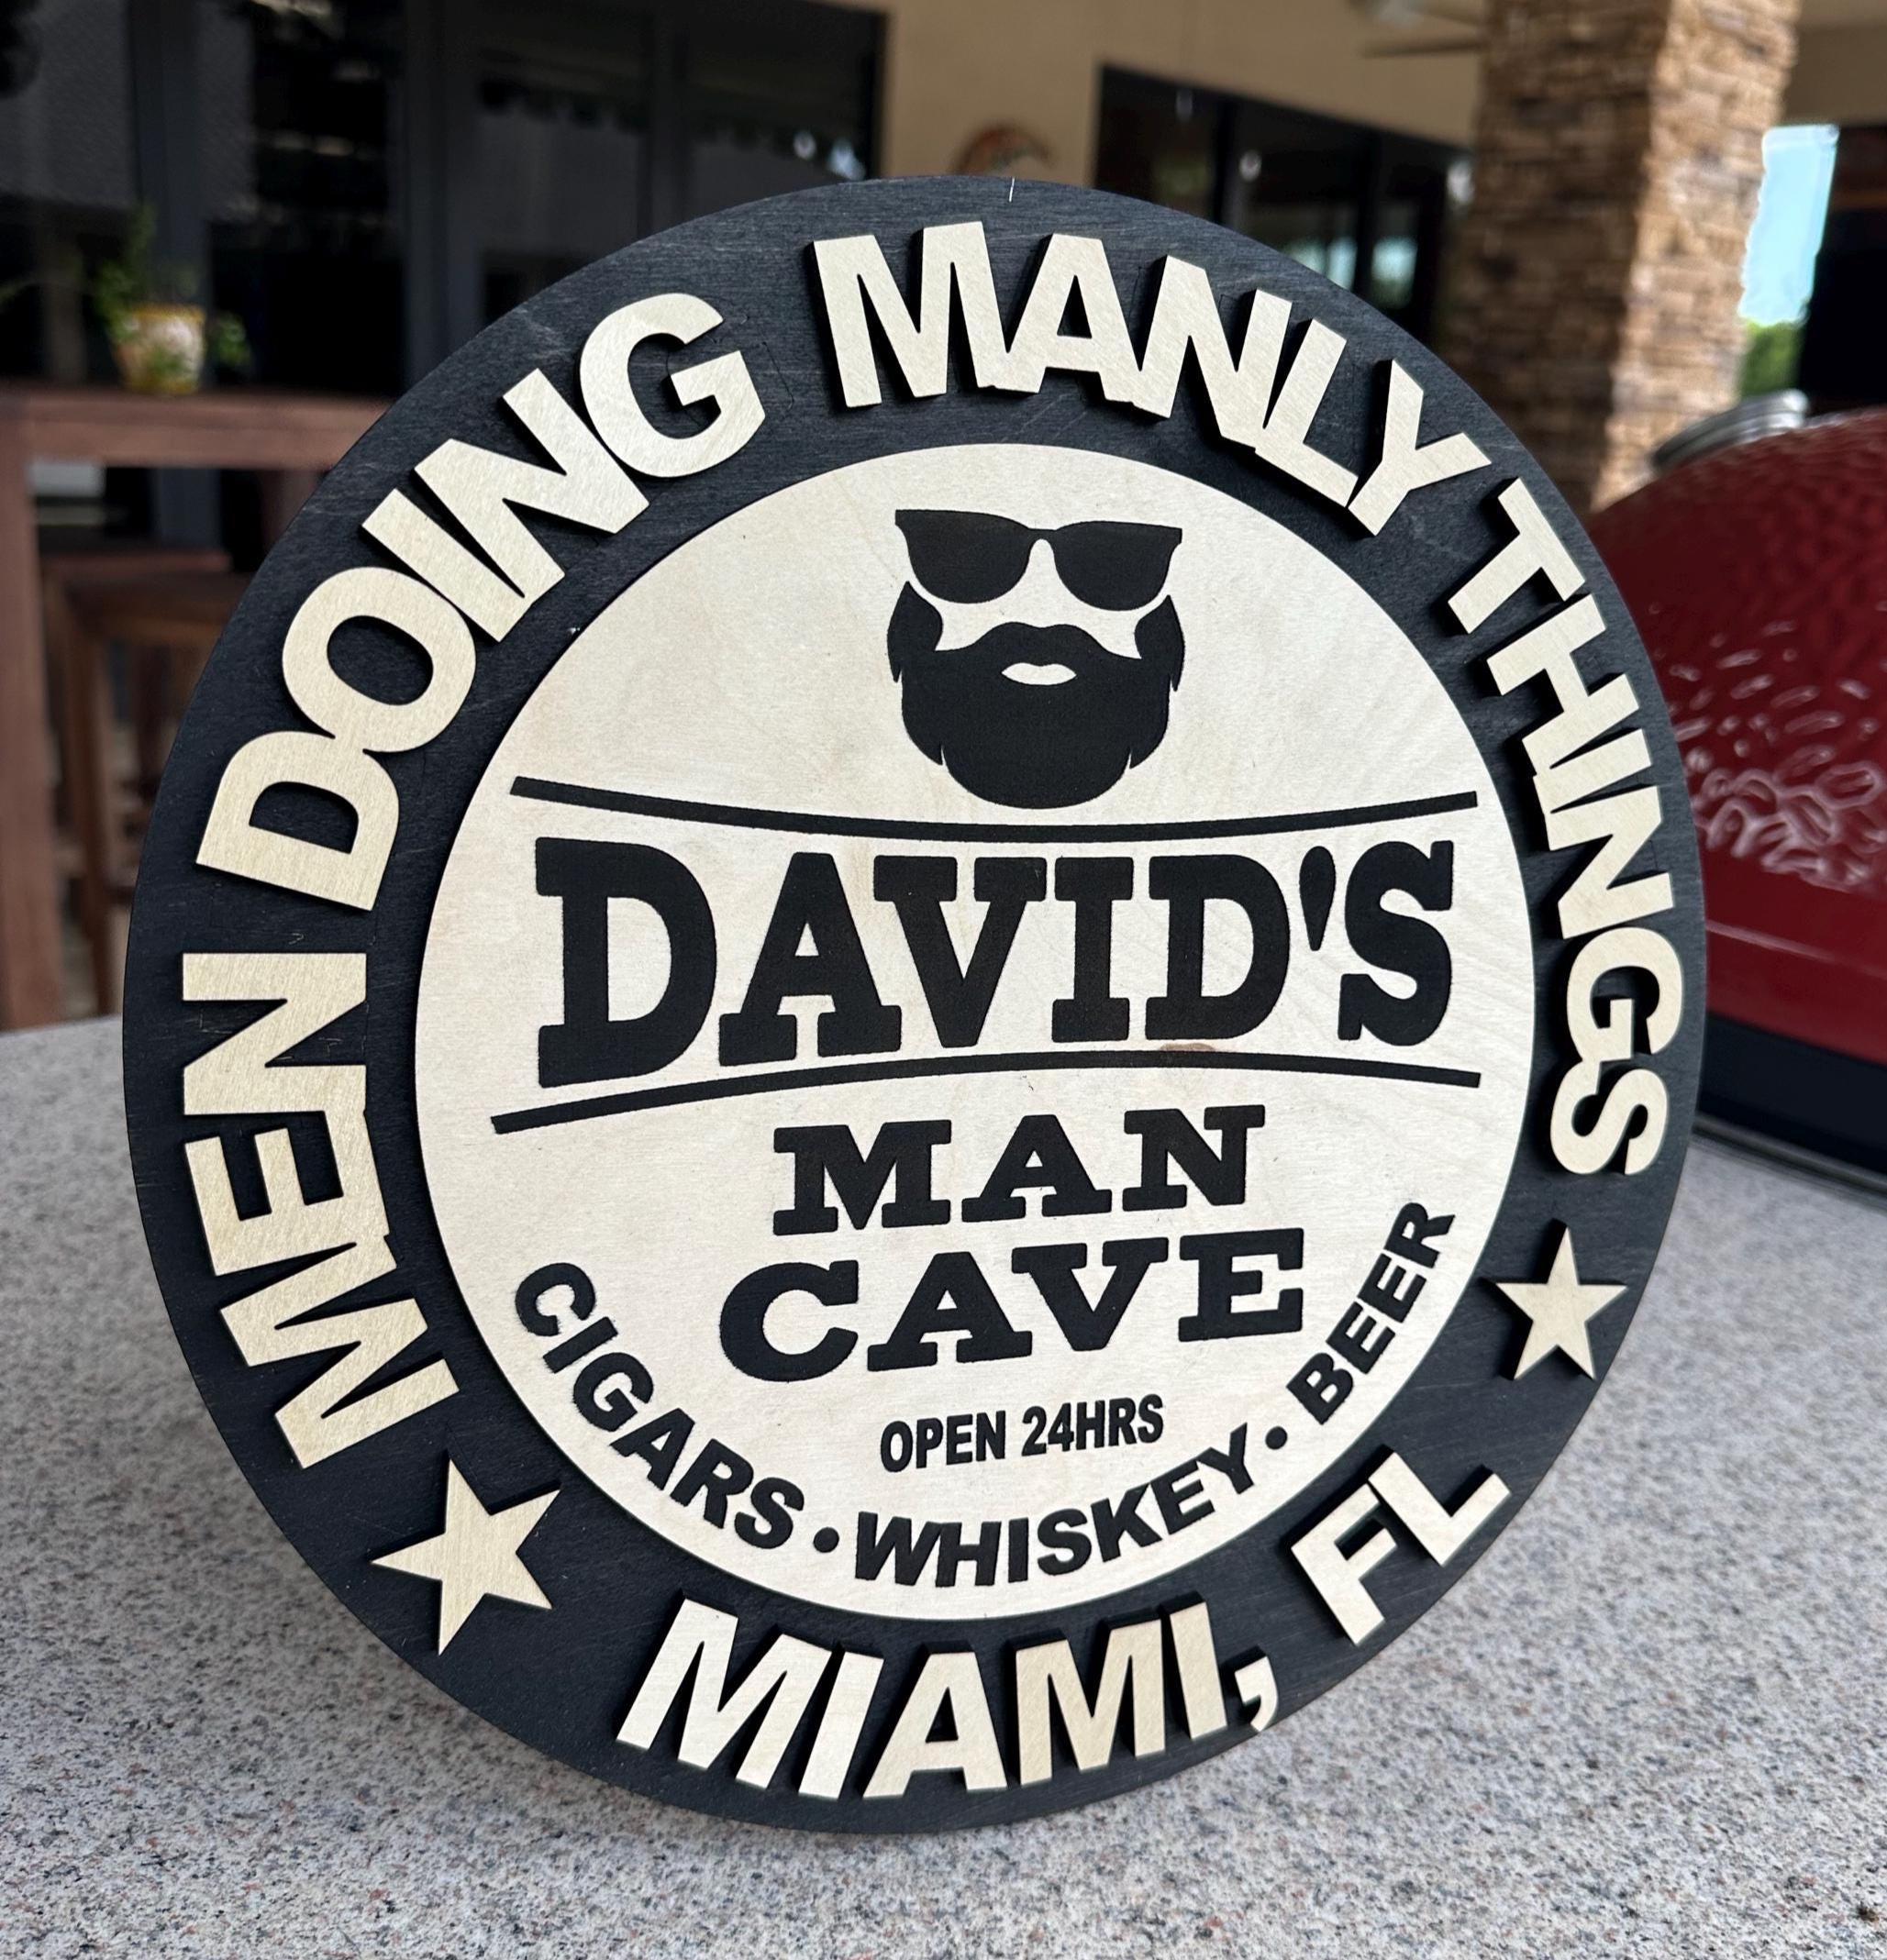 MEN DOING MANLY THINGS
DAVID'S
MAN
CAVE
OPEN 24HRS
CIGARS • WHISKEY • BEER
MIAMI, FL